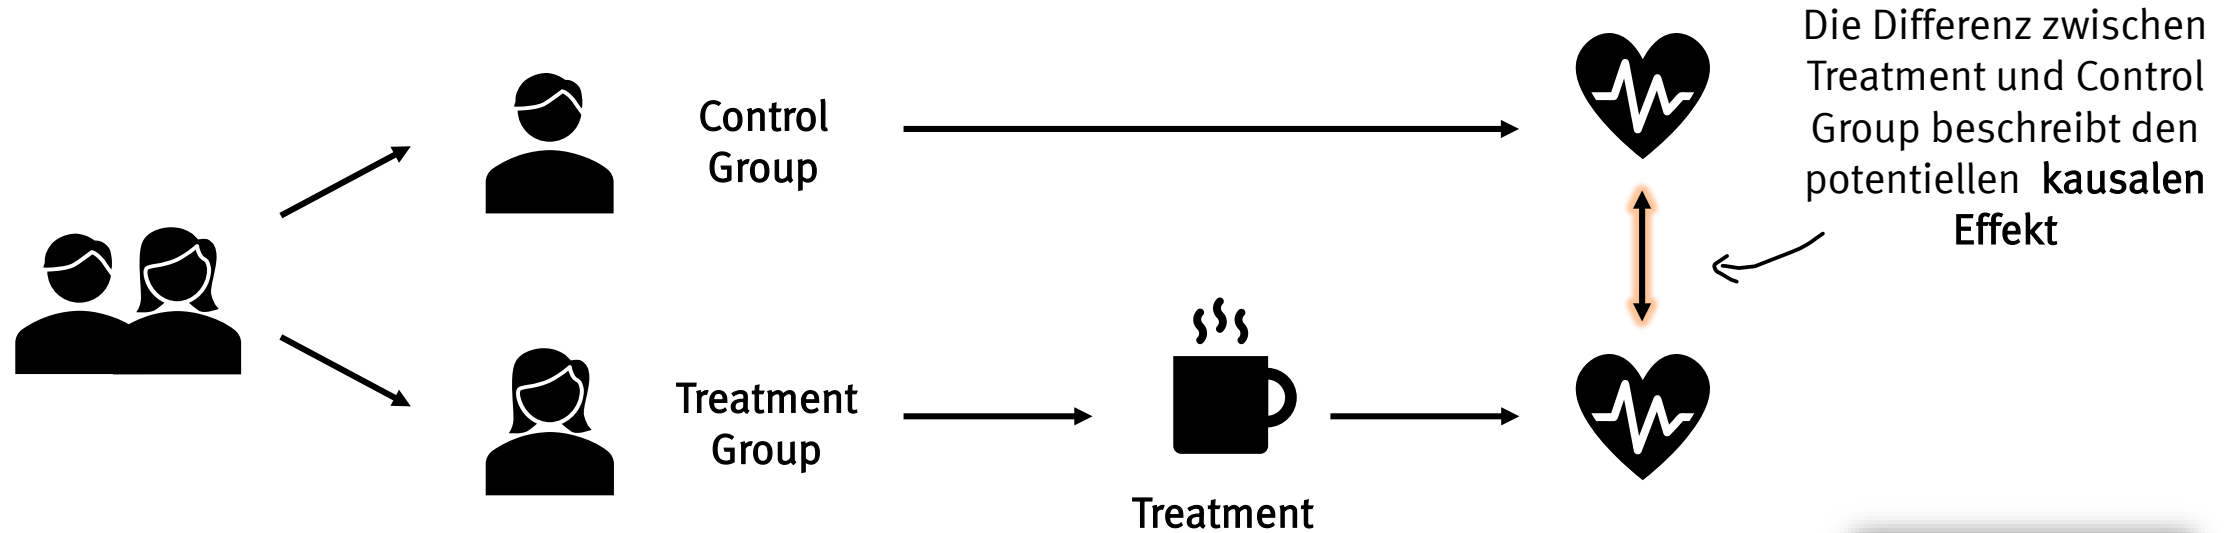 Die Differenz zwischen
Treatment und Control
Group beschreibt den
potentiellen kausalen
Effekt
Control
Group
Treatment
Group
Treatment